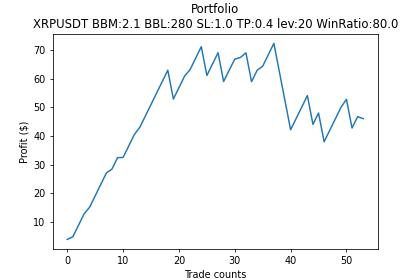 Portfolio
XRPUSDT BBM:2.1 BBL:280 SL:1.0 TP:0.4 lev:20 WinRatio:80.0
Profit ($)
70
60
50
40
30
20
10
0 10 20 30 40 50
Trade counts